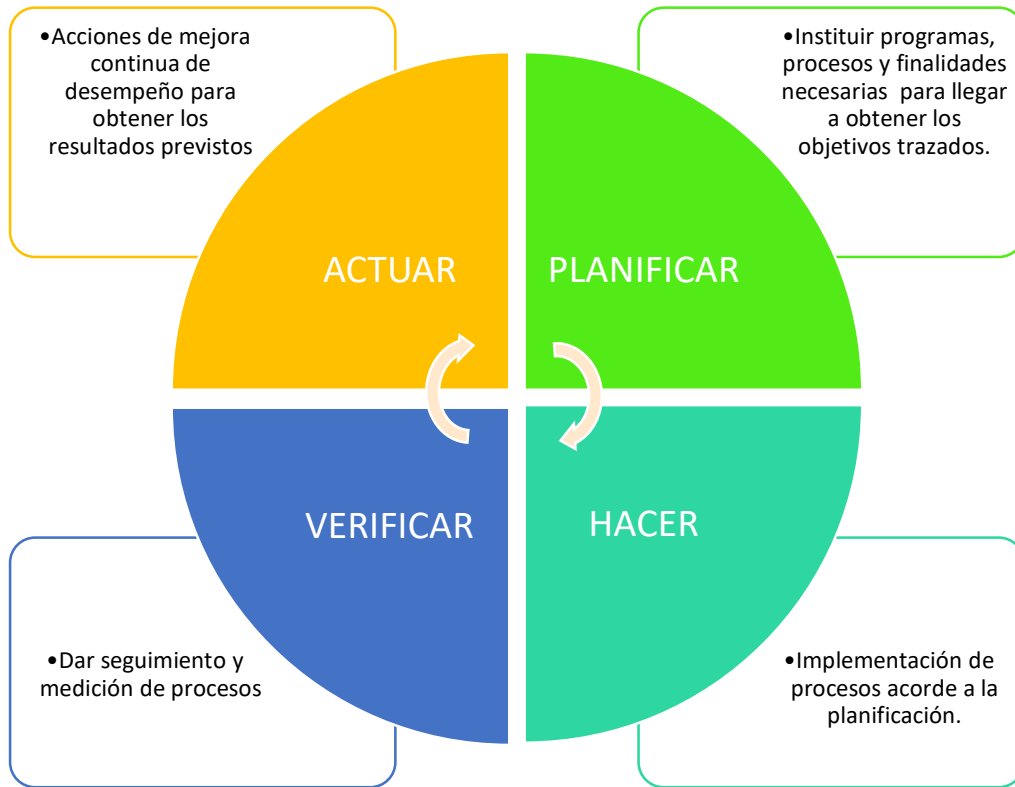 •Acciones de mejora
continua de
desempeño para
obtener los
resultados previstos
•Instituir programas,
procesos y finalidades
necesarias para llegar
a obtener los
objetivos trazados.
ACTUAR
PLANIFICAR
VERIFICAR
HACER
•Dar seguimiento y
medición de procesos
•Implementación de
procesos acorde a la
planificación.